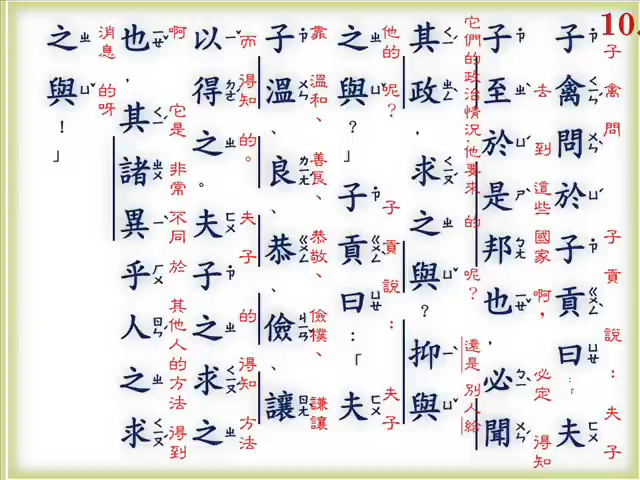 10.
子禽問 子貢說：夫子
子禽問於子貢曰：「夫
去到這些國家啊，必定得知
子至於是邦也，必聞
它們的政治情況，他要來的呢？還是別人給
其政，求之與？抑與
他的呢？ 子貢說： 夫子
之與？」子貢曰：「夫
靠溫和、善良、恭敬、儉樸、謙讓
子溫、良、恭、儉、讓
而得知的。夫子的得知方法
以得之。夫子之求之
啊 它是非常不同於其他人的方法得到
也，其諸異乎人之求
消息的呀
之與！」